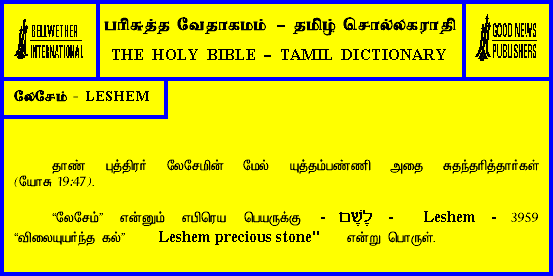 BELLWETHER
INTERNATIONAL
பரிசுத்த வேதாகமம் – தமிழ் சொல்லகராதி
THE HOLY BIBLE – TAMIL DICTIONARY
GOOD NEWS
PUBLISHERS
லேசேம் - LESHEM
தாண் புத்திரர் லேசேமின் மேல் யுத்தம்பண்ணி அதை சுதந்தரித்தார்கள்
(யோசு 19:47).
“லேசேம்” என்னும் எபிரெய பெயருக்கு - לֶשֶׁם - Leshem - 3959
“விலையுயர்ந்த கல்” Leshem precious stone" என்று பொருள்.